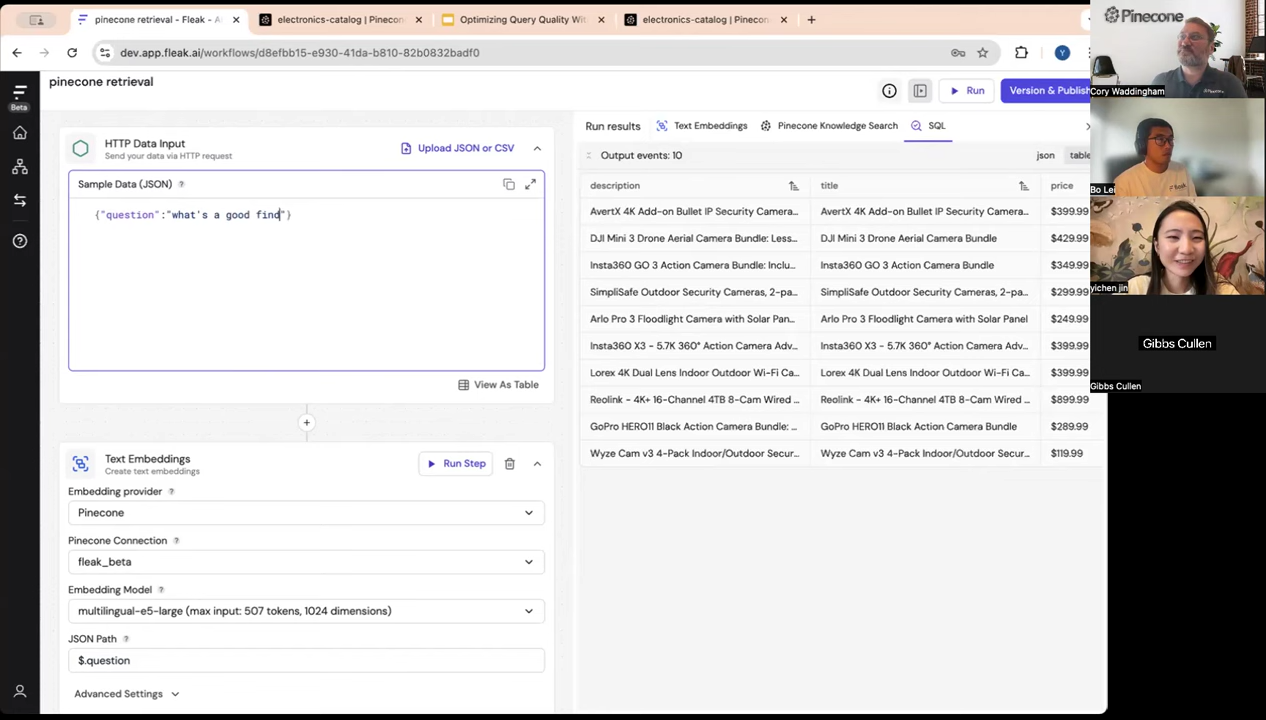 pinecone retrieval - Fleak - A
electronics-catalog | Pinecon
Optimizing Query Quality Wit
electronics-catalog | Pinecon
dev.app.fleak.ai/workflows/d8efbb15-e930-41da-b810-82b0832badf0
Y
Beta
pinecone retrieval
Run
Version & Publish
HTTP Data Input
Send your data via HTTP request
Upload JSON or CSV
Sample Data (JSON)
{"question":"what's a good find"}
View As Table
Text Embeddings
Create text embeddings
Run Step
Embedding provider
Pinecone
Pinecone Connection
fleak_beta
Embedding Model
multilingual-e5-large (max input: 507 tokens, 1024 dimensions)
JSON Path
$.question
Advanced Settings
Run results
Text Embeddings
Pinecone Knowledge Search
SQL
Output events: 10
json
table
description title price
AvertX 4K Add-on Bullet IP Security Camera... AvertX 4K Add-on Bullet IP Security Camera... $399.99
DJI Mini 3 Drone Aerial Camera Bundle: Less... DJI Mini 3 Drone Aerial Camera Bundle $429.99
Insta360 GO 3 Action Camera Bundle: Inclu... Insta360 GO 3 Action Camera Bundle $349.99
SimpliSafe Outdoor Security Cameras, 2-pa... SimpliSafe Outdoor Security Cameras, 2-pa... $299.99
Arlo Pro 3 Floodlight Camera with Solar Pan... Arlo Pro 3 Floodlight Camera with Solar Panel $249.99
Insta360 X3 - 5.7K 360° Action Camera Adv... Insta360 X3 - 5.7K 360° Action Camera Adv... $399.99
Lorex 4K Dual Lens Indoor Outdoor Wi-Fi Ca... Lorex 4K Dual Lens Indoor Outdoor Wi-Fi Ca... $399.99
Reolink - 4K+ 16-Channel 4TB 8-Cam Wired ... Reolink - 4K+ 16-Channel 4TB 8-Cam Wired ... $899.99
GoPro HERO11 Black Action Camera Bundle: ... GoPro HERO11 Black Action Camera Bundle $289.99
Wyze Cam v3 4-Pack Indoor/Outdoor Secur... Wyze Cam v3 4-Pack Indoor/Outdoor Secur... $119.99
Pinecone
Cory Waddingham
Bo Lei
yichen jin
Gibbs Cullen
Gibbs Cullen